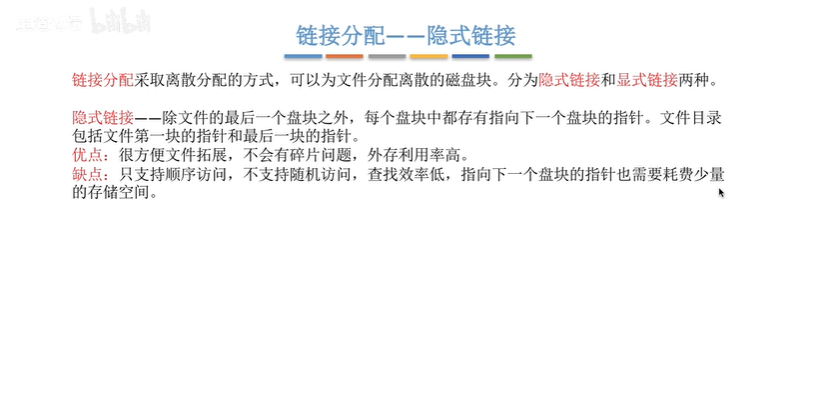 bilibili
链接分配——隐式链接
链接分配采取离散分配的方式，可以为文件分配离散的磁盘块。分为隐式链接和显式链接两种。
隐式链接——除文件的最后一个盘块之外，每个盘块中都存有指向下一个盘块的指针。文件目录
包括文件第一块的指针和最后一块的指针。
优点：很方便文件拓展，不会有碎片问题，外存利用率高。
缺点：只支持顺序访问，不支持随机访问，查找效率低，指向下一个盘块的指针也需要耗费少量
的存储空间。